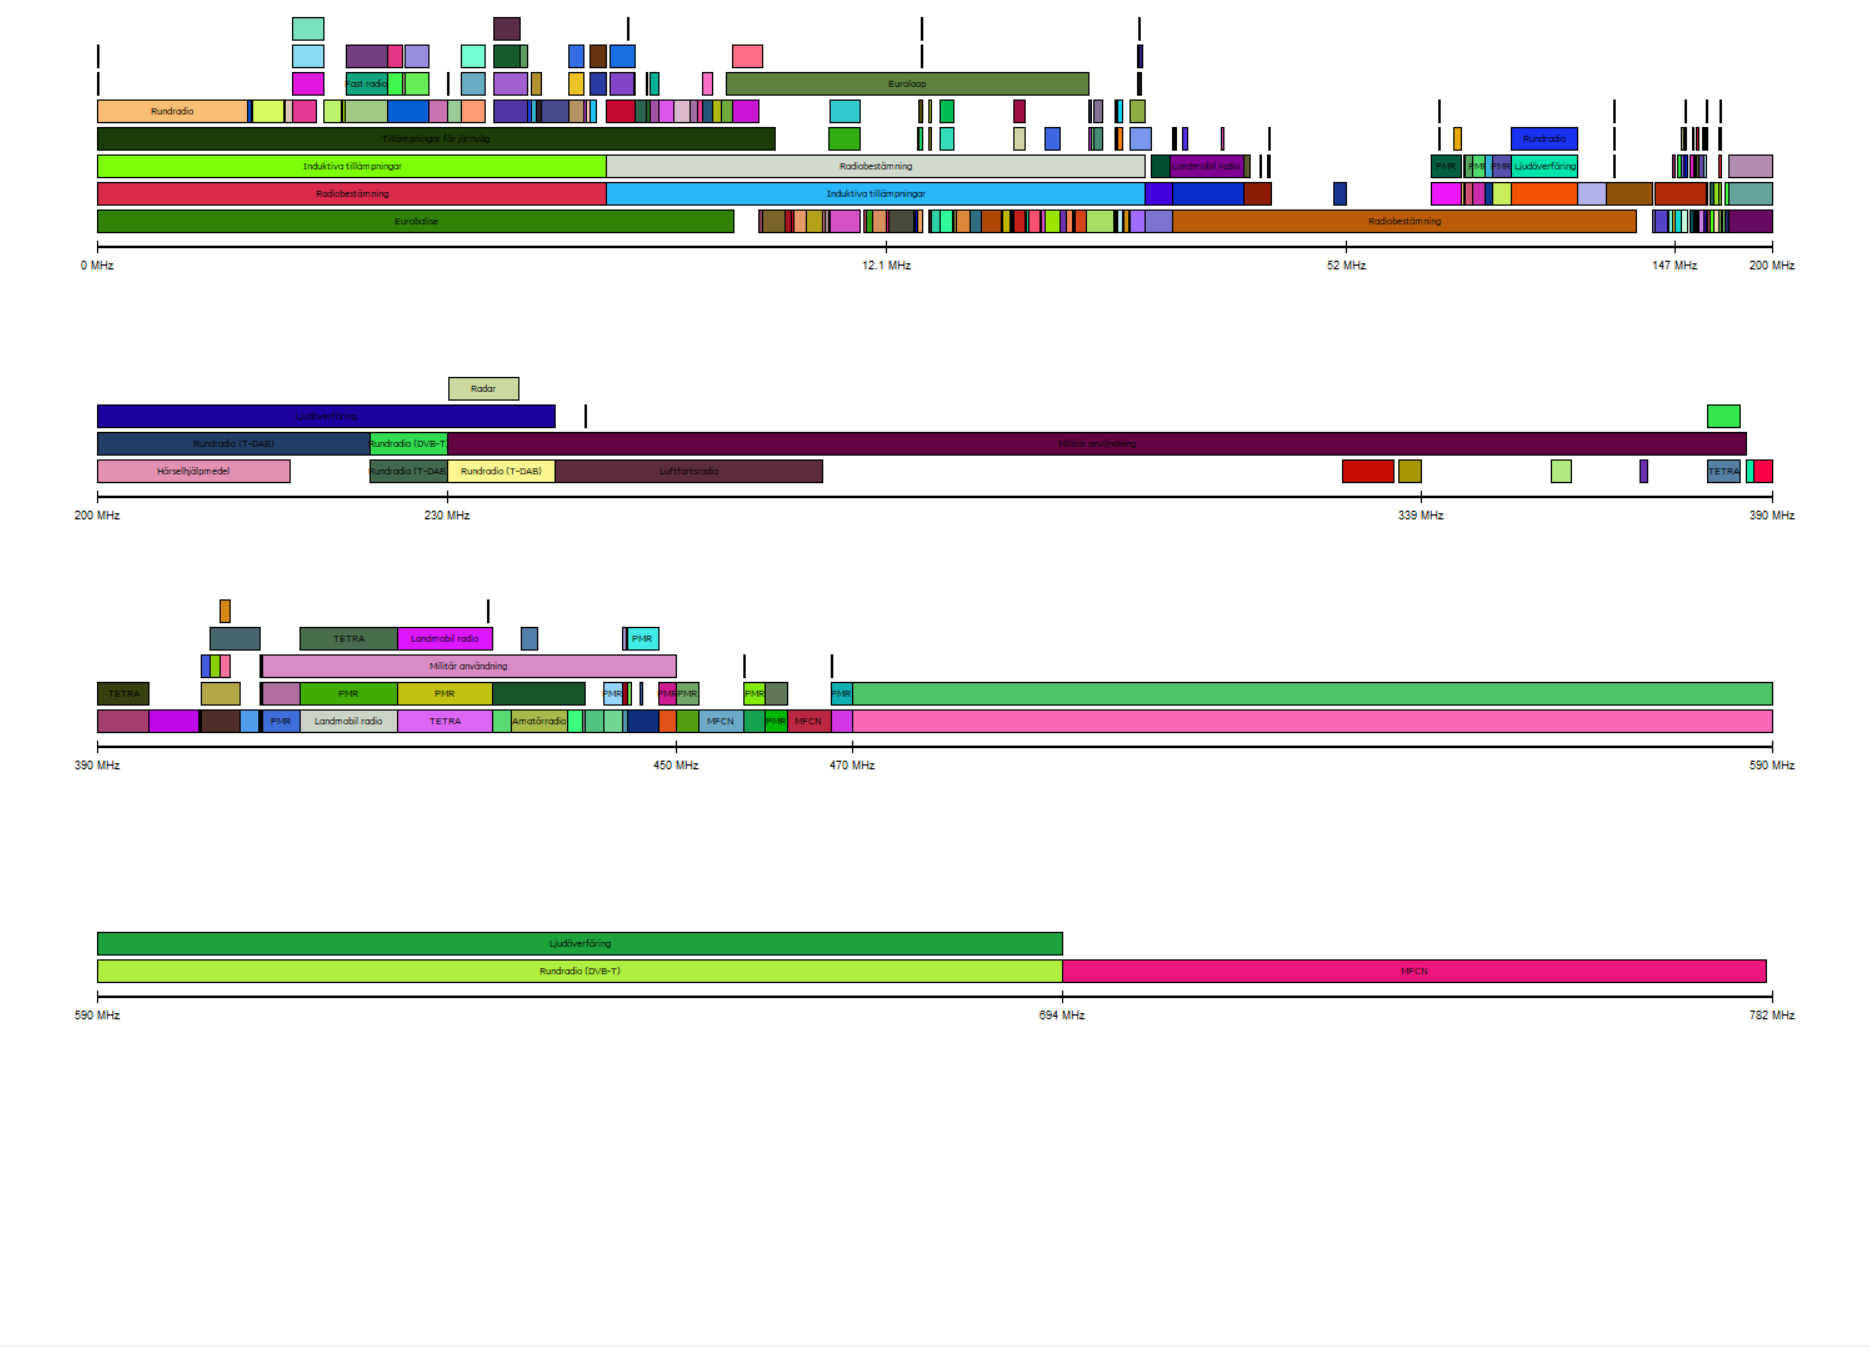 Fast radio
Euroloop
Rundradio
Tillämpningar för järnväg
Rundradio
Induktiva tillämpningar
Radiobestämning
Landmobil radio
PMR
PMR
PMR
Ljudöverföring
Radiobestämning
Induktiva tillämpningar
Eurobalise
Radiobestämning
0 MHz
12.1 MHz
52 MHz
147 MHz
200 MHz
Radar
Ljudöverföring
Rundradio (T-DAB)
Rundradio (DVB-T
Militär användning
Hörselhjälpmedel
Rundradio (T-DAB
Rundradio (T-DAB)
Luftfartsradio
TETRA
200 MHz
230 MHz
339 MHz
390 MHz
TETRA
Landmobil radio
PMR
Militär användning
TETRA
PMR
PMR
PMR
PMR
PMR
PMR
PMR
PMR
Landmobil radio
TETRA
Amatörradio
MFCN
PMR
MFCN
390 MHz
450 MHz
470 MHz
590 MHz
Ljudöverföring
Rundradio (DVB-T)
MFCN
590 MHz
694 MHz
782 MHz